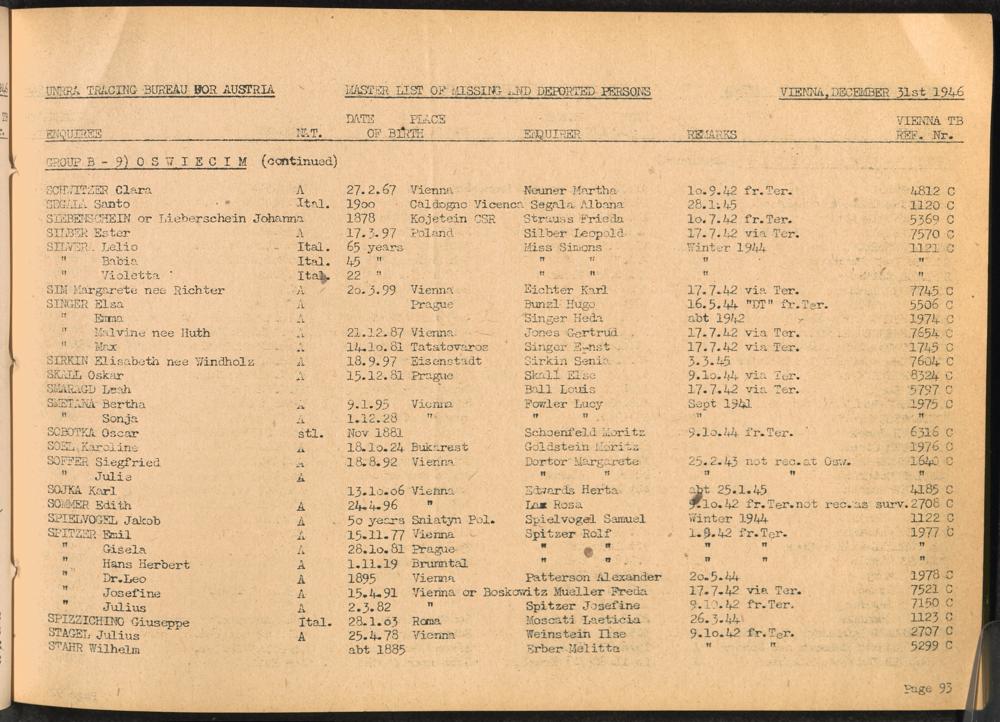 UNRRA TRACING BUREAU FOR AUSTRIA MASTER LIST OF MISSING AND DEPORTED PERSONS VIENNA, DECEMBER 31st 1946
DATE PLACE VIENNA TB
ENQUIREE NAT. OF BIRTH ENQUIRER REMARKS REF. Nr.
GROUP B - 9) O S W I E C I M (continued)
SCHWITZER Clara A 27.2.67 Vienna Neuner Martha 1o.9.42 fr.Ter. 4812 C
SEGALA Santo Ital. 19oo Caldogno Vicenca Segala Albana 28.1.45 1120 C
SIEBENSCHEIN or Lieberschein Johanna 1878 Kojetein CSR Strauss Frieda 1o.7.42 fr.Ter. 5369 C
SILBER Ester A 17.3.97 Poland Silber Leopold 17.7.42 via Ter. 7570 C
SILVERA Lelio Ital. 65 years Miss Simons Winter 1944 1121 C
" Babia Ital. 45 " " " " "
" Violetta Ital. 22 " " " " "
SIM Margarete nee Richter A 2o.3.99 Vienna Eichter Karl 17.7.42 via Ter. 7745 C
SINGER Elsa A Prague Bunzl Hugo 16.5.44 "DT" fr.Ter. 5506 C
" Emma A Singer Heda abt 1942 1974 C
" Malvine nee Huth A 21.12.87 Vienna Jones Gertrud 17.7.42 via Ter. 7654 C
" Max A 14.1o.81 Tatatovaros Singer Ernst 17.7.42 via Ter. 1745 C
SIRKIN Elisabeth nee Windholz A 18.9.97 Eisenstadt Sirkin Senia 3.3.45 7604 C
SKALL Oskar A 15.12.81 Prague Skall Else 9.1o.44 via Ter. 8324 C
SMARAGD Leah Ball Louis 17.7.42 via Ter. 5797 C
SMETANA Bertha A 9.1.95 Vienna Fowler Lucy Sept 1941 1975 C
" Sonja A 1.12.28 " " " " "
SOBOTKA Oscar stl. Nov 1881 Schoenfeld Moritz 9.1o.44 fr.Ter. 6316 C
SOEL Karoline A 18.1o.24 Bukarest Goldstein Moritz 1976 C
SOFFER Siegfried A 18.8.92 Vienna Dortor Margarete 25.2.43 not rec.at Osw. 1640 C
" Julie A " " " " "
SOJKA Karl 13.1o.o6 Vienna Edwards Herta abt 25.1.45 4185 C
SOMMER Edith A 24.4.96 " Lax Rosa 9.1o.42 fr.Ter.not rec.as surv. 2708 C
SPIELVOGEL Jakob A 5o years Sniatyn Pol. Spielvogel Samuel Winter 1944 1122 C
SPITZER Emil A 15.11.77 Vienna Spitzer Rolf 1.9.42 fr.Ter. 1977 C
" Gisela A 28.1o.81 Prague " " " " "
" Hans Herbert A 1.11.19 Brunntal " " " " "
" Dr.Leo A 1895 Vienna Patterson Alexander 2o.5.44 1978 C
" Josefine A 15.4.91 Vienna or Boskowitz Mueller Freda 17.7.42 via Ter. 7521 C
" Julius A 2.3.82 " Spitzer Josefine 9.1o.42 fr.Ter. 7150 C
SPIZZICHINO Giuseppe Ital. 28.1.o3 Roma Moscati Laeticia 26.3.44 1123 C
STAGEL Julius A 25.4.78 Vienna Weinstein Ilse 9.1o.42 fr.Ter. 2707 C
STAHR Wilhelm abt 1885 Erber Melitta " " 5299 C
Page 93